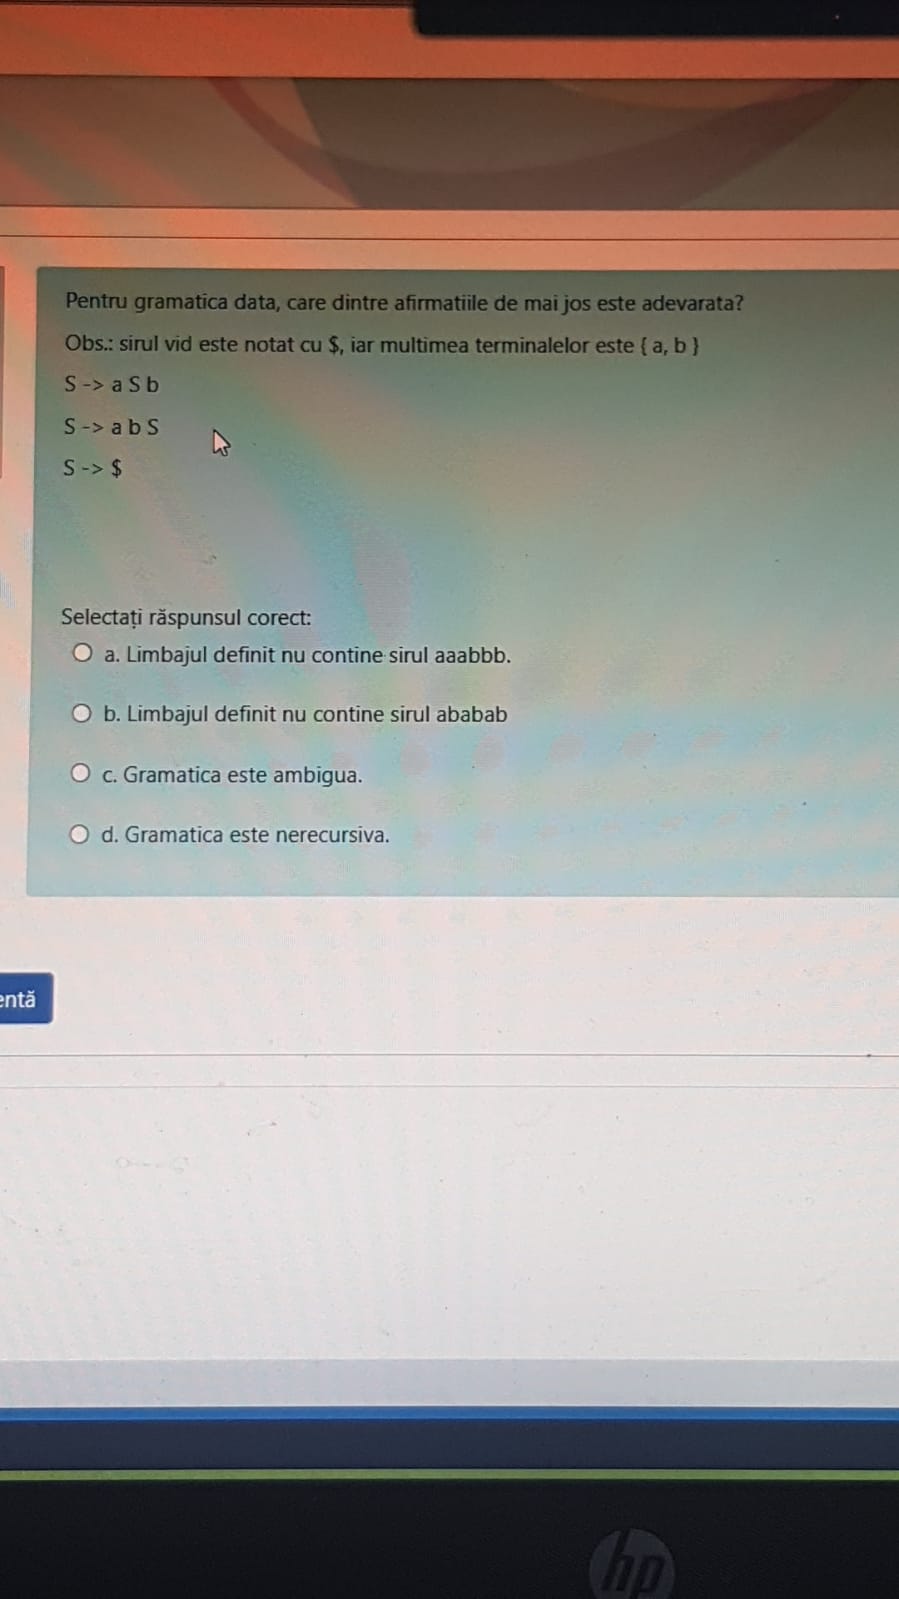 Pentru gramatica data, care dintre afirmatiile de mai jos este adevarata?
Obs.: sirul vid este notat cu $, iar multimea terminalelor este { a, b }
S -> a S b
S -> a b S
S -> $
Selectați răspunsul corect:
a. Limbajul definit nu contine sirul aaabbb.
b. Limbajul definit nu contine sirul ababab
c. Gramatica este ambigua.
d. Gramatica este nerecursiva.
entă
hp